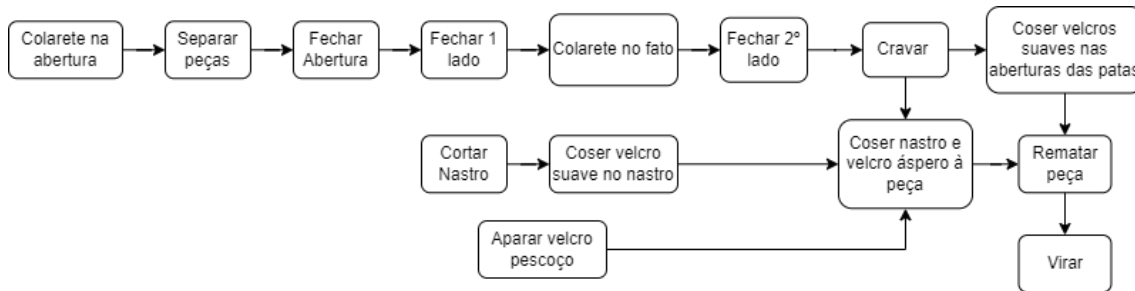 Colarete na
abertura
Separar
peças
Fechar
Abertura
Fechar 1
lado
Colarete no fato
Fechar 2º
lado
Cravar
Coser velcros
suaves nas
aberturas das patas
Cortar
Nastro
Coser velcro
suave no nastro
Coser nastro e
velcro áspero à
peça
Rematar
peça
Aparar velcro
pescoço
Virar